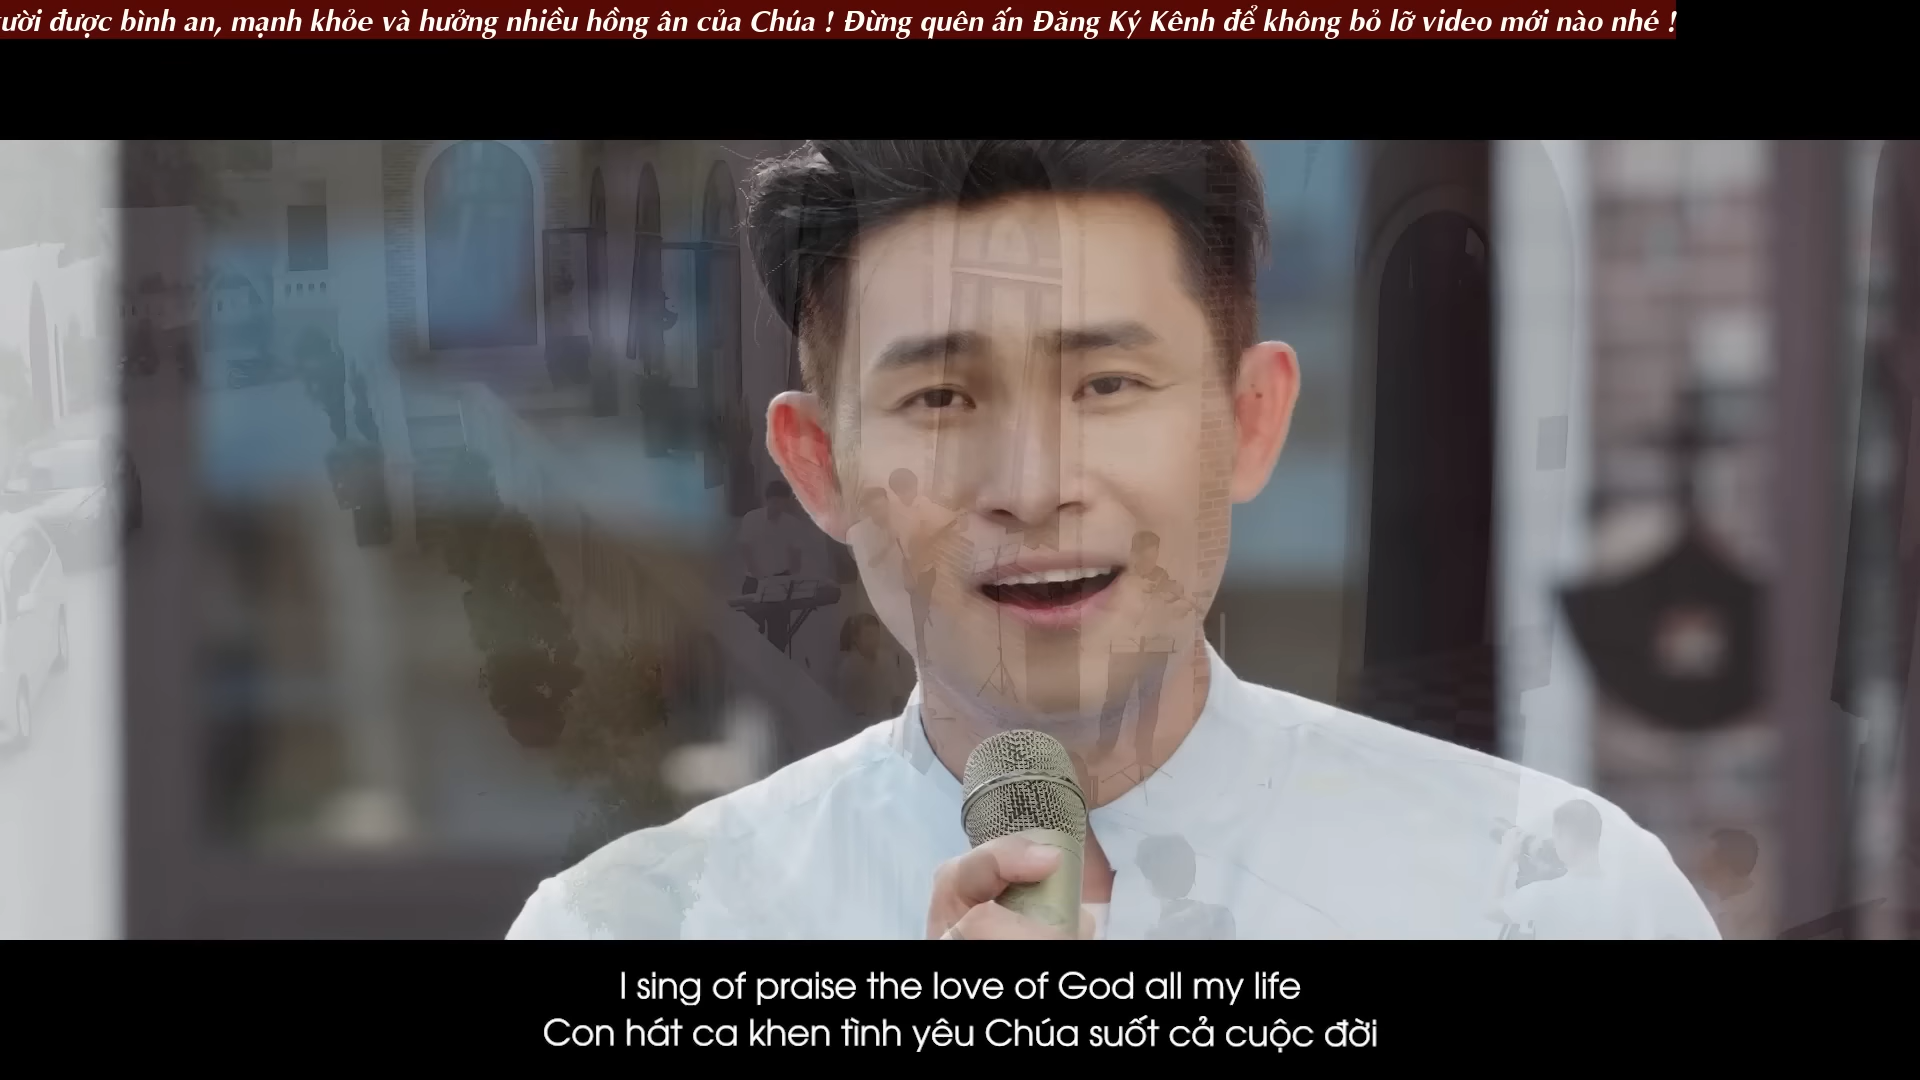 ười được bình an, mạnh khỏe và hưởng nhiều hồng ân của Chúa ! Đừng quên ấn Đăng Ký Kênh để không bỏ lỡ video mới nào nhé !
I sing of praise the love of God all my life
Con hát ca khen tình yêu Chúa suốt cả cuộc đời